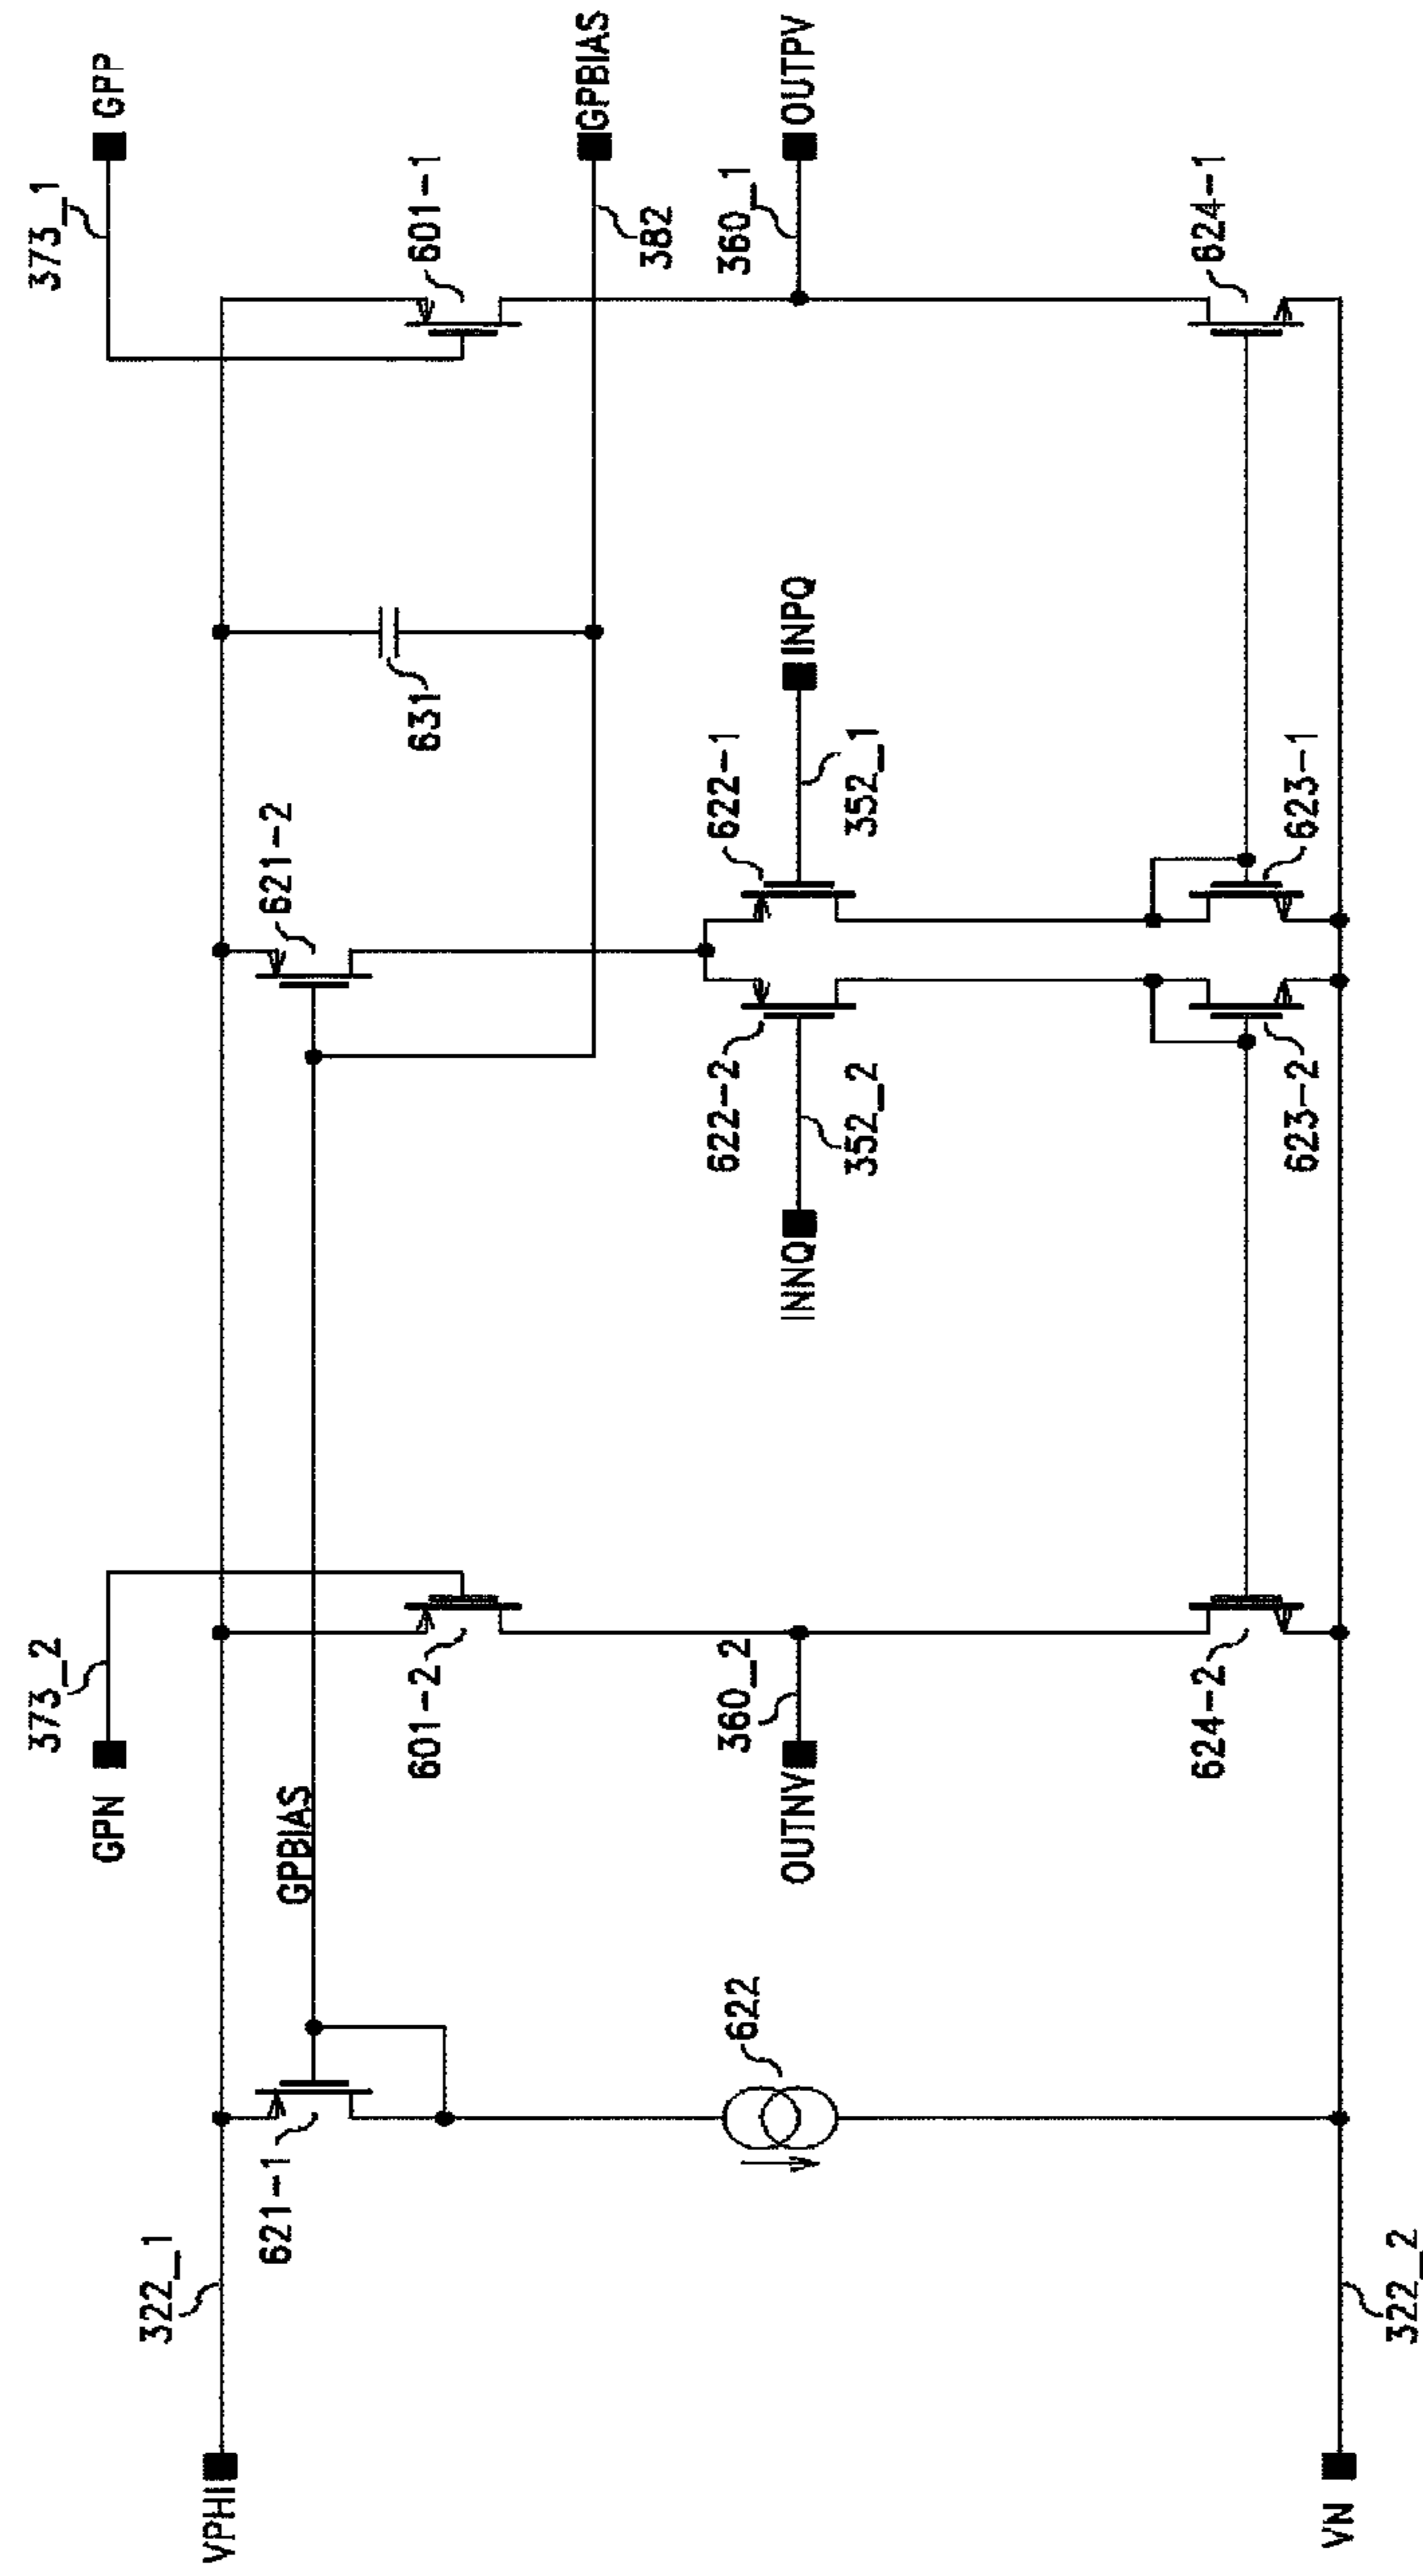 373_1
GPP
601-1
GPBIAS
382
360_1
OUTPV
624-1
631
INPQ
352_1
622-1
623-1
621-2
622-2
352_2
INNQ
623-2
373_2
GPN
601-2
360_2
OUTNV
624-2
GPBIAS
622
621-1
322_1
VPHI
322_2
VN